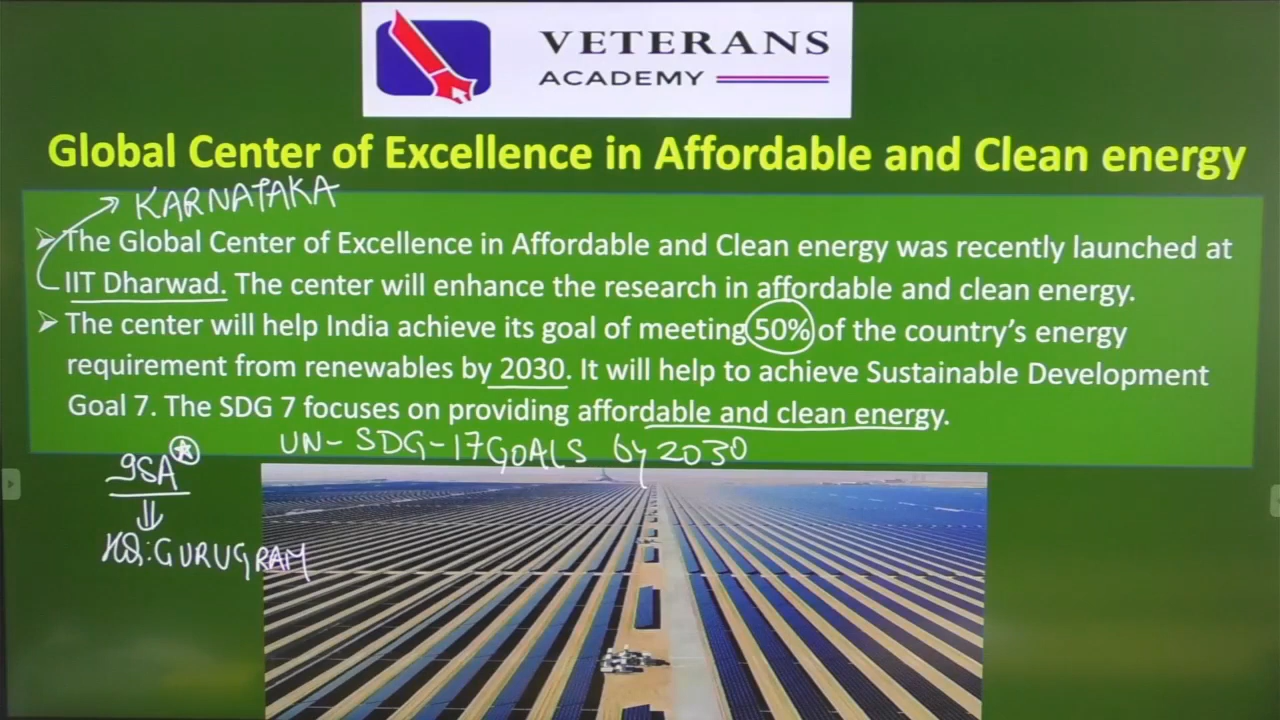 VETERANS
ACADEMY
Global Center of Excellence in Affordable and Clean energy
KARNATAKA
The Global Center of Excellence in Affordable and Clean energy was recently launched at
IIT Dharwad. The center will enhance the research in affordable and clean energy.
The center will help India achieve its goal of meeting 50% of the country's energy
requirement from renewables by 2030. It will help to achieve Sustainable Development
Goal 7. The SDG 7 focuses on providing affordable and clean energy.
UN-SDG-17GOALS by 2030
ISA
HQ:GURUGRAM